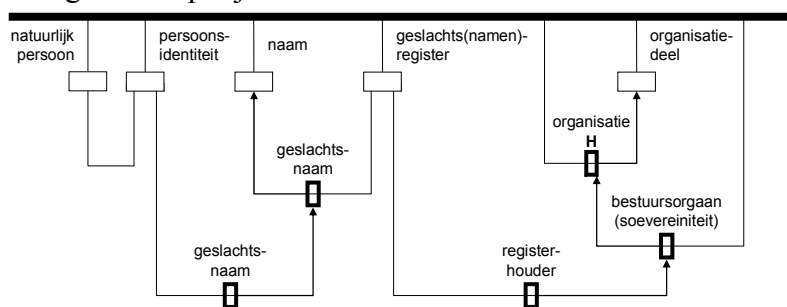 natuurlijk
persoon
persoons-
identiteit
naam
geslachts(namen)-
register
organisatie-
deel
organisatie
H
geslachts-
naam
bestuursorgaan
(soevereiniteit)
geslachts-
naam
register-
houder